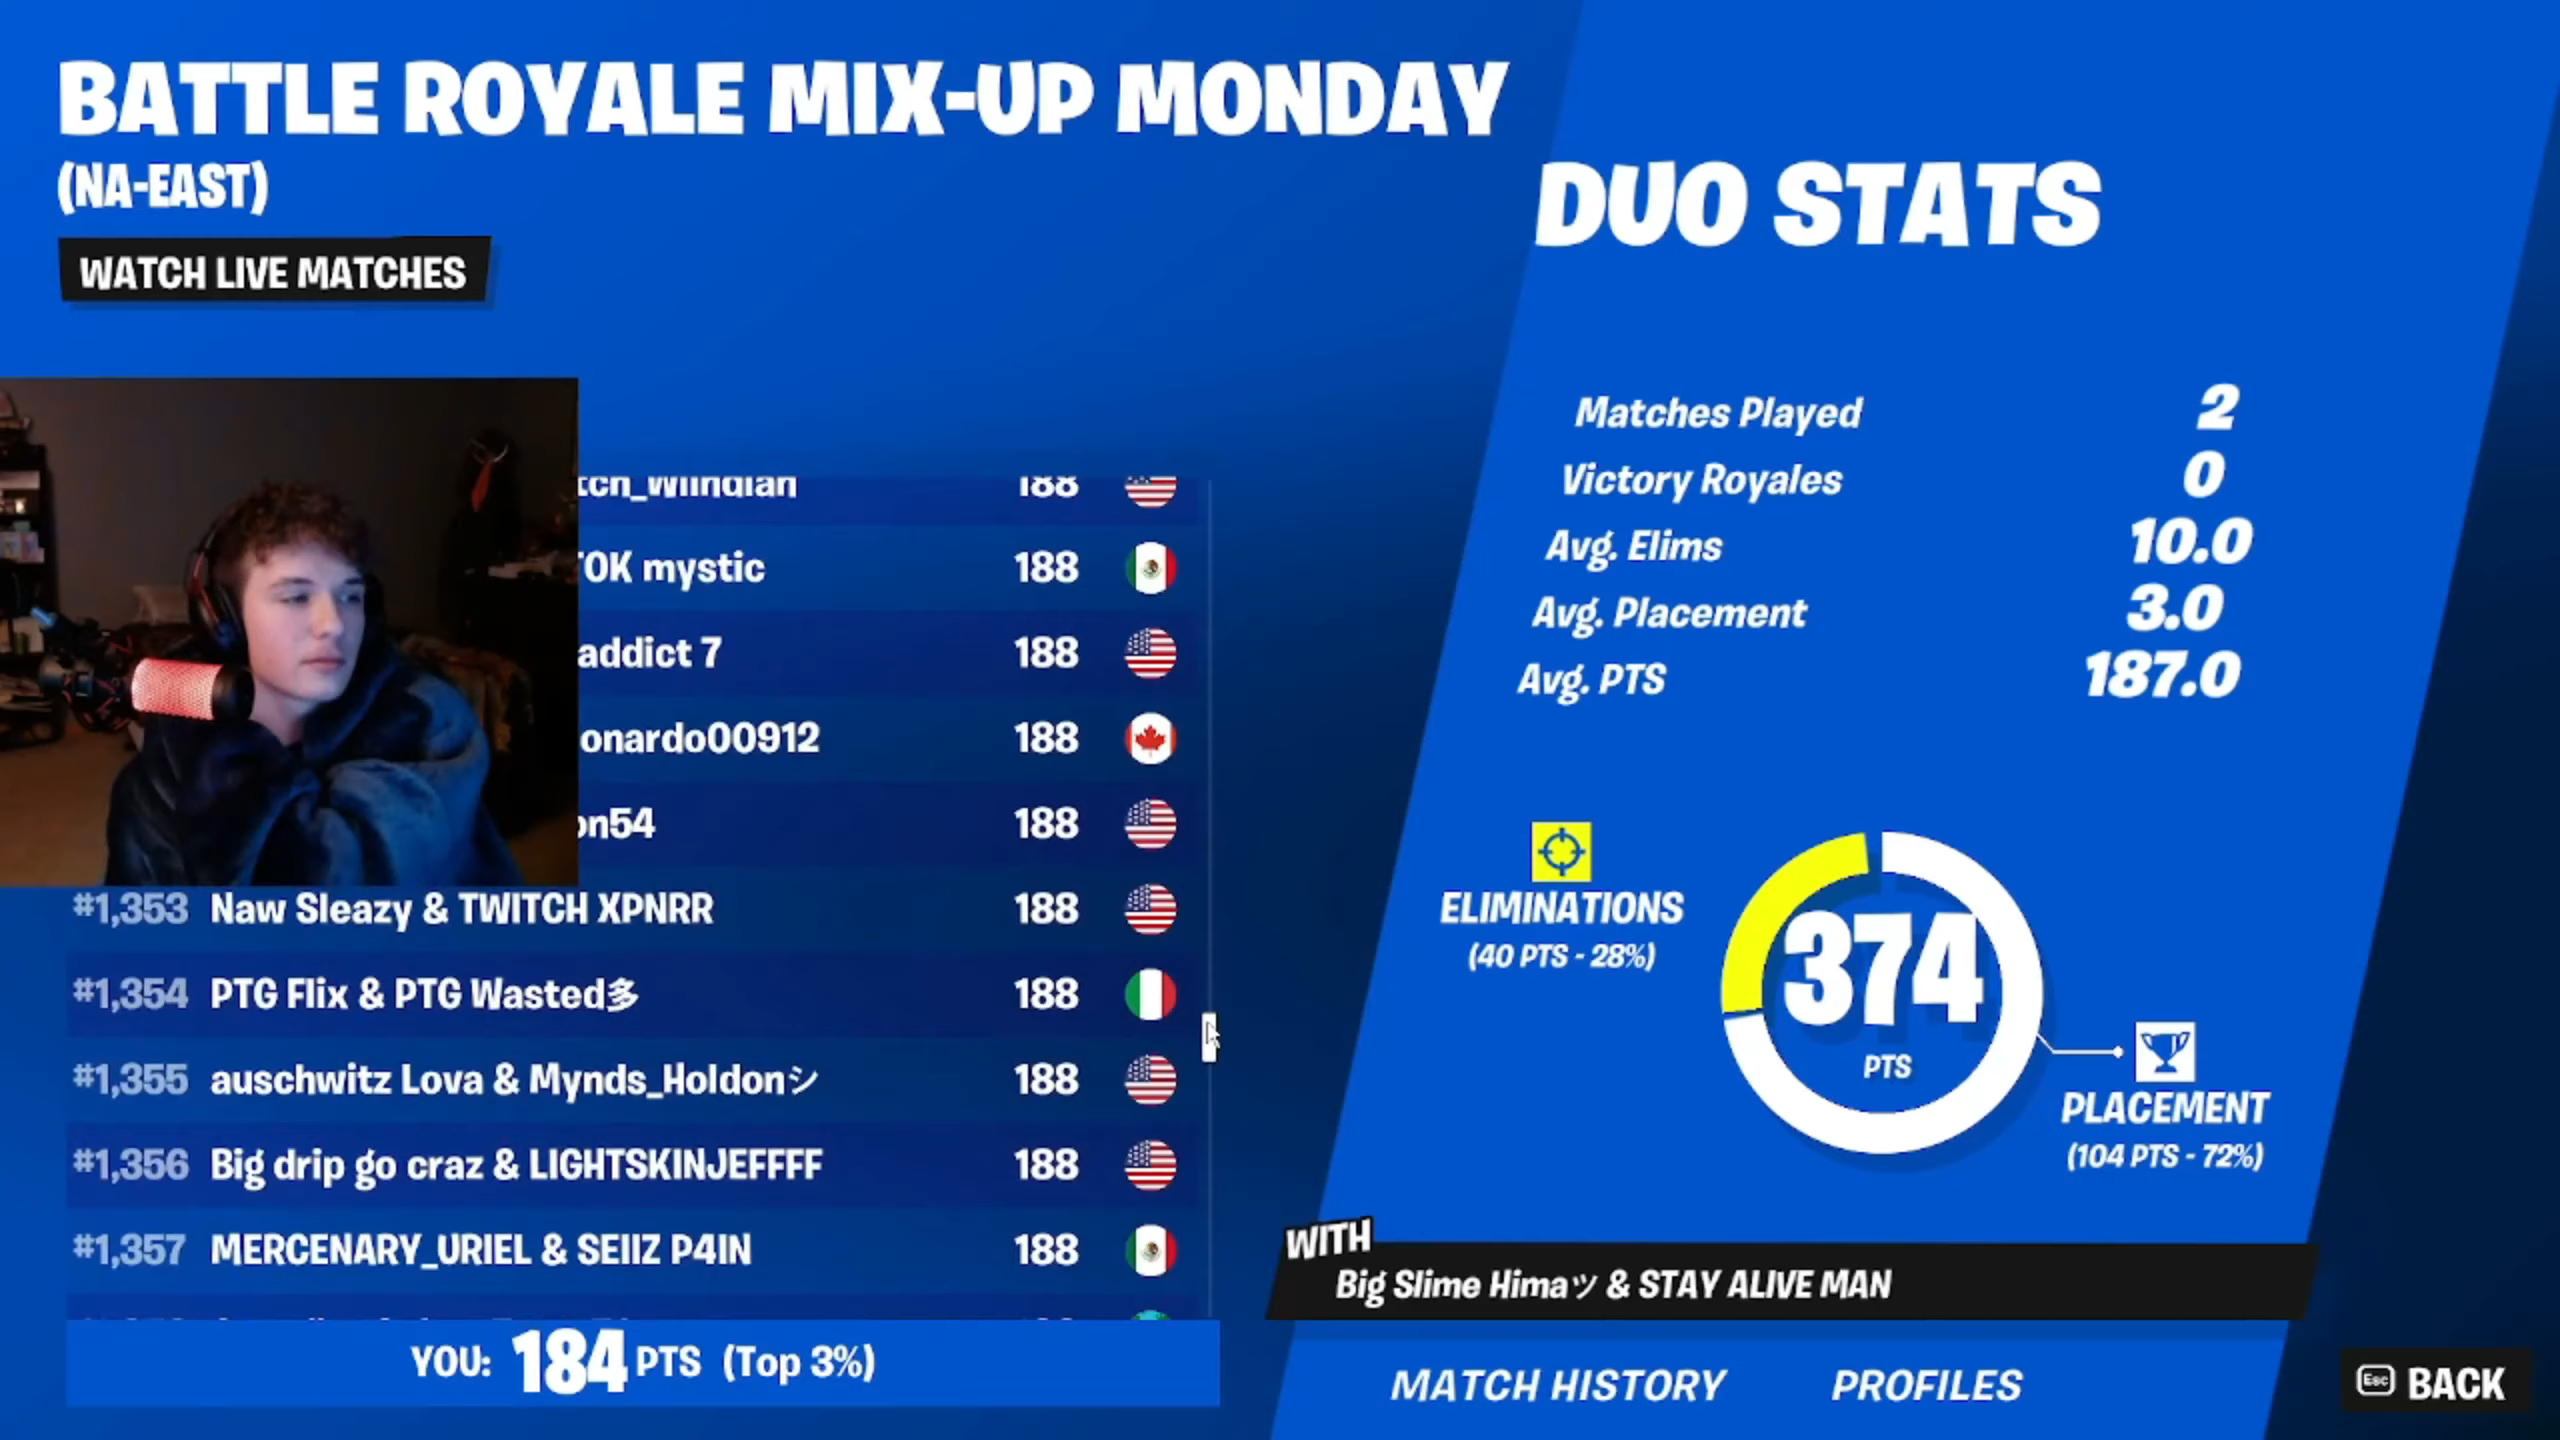 BATTLE ROYALE MIX-UP MONDAY
(NA-EAST)
WATCH LIVE MATCHES
188
mystic 188
addict 7 188
onardo00912 188
on54 188
#1,353 Naw Sleazy & TWITCH XPNRR 188
#1,354 PTG Flix & PTG Wasted多 188
#1,355 auschwitz Lova & Mynds_Holdonシ 188
#1,356 Big drip go craz & LIGHTSKINJEFFFF 188
#1,357 MERCENARY_URIEL & SEIIZ P4IN 188
YOU: 184 PTS (Top 3%)
DUO STATS
Matches Played 2
Victory Royales 0
Avg. Elims 10.0
Avg. Placement 3.0
Avg. PTS 187.0
ELIMINATIONS
(40 PTS - 28%)
374
PTS
PLACEMENT
(104 PTS - 72%)
WITH
Big Slime Himaッ & STAY ALIVE MAN
MATCH HISTORY PROFILES
Esc BACK